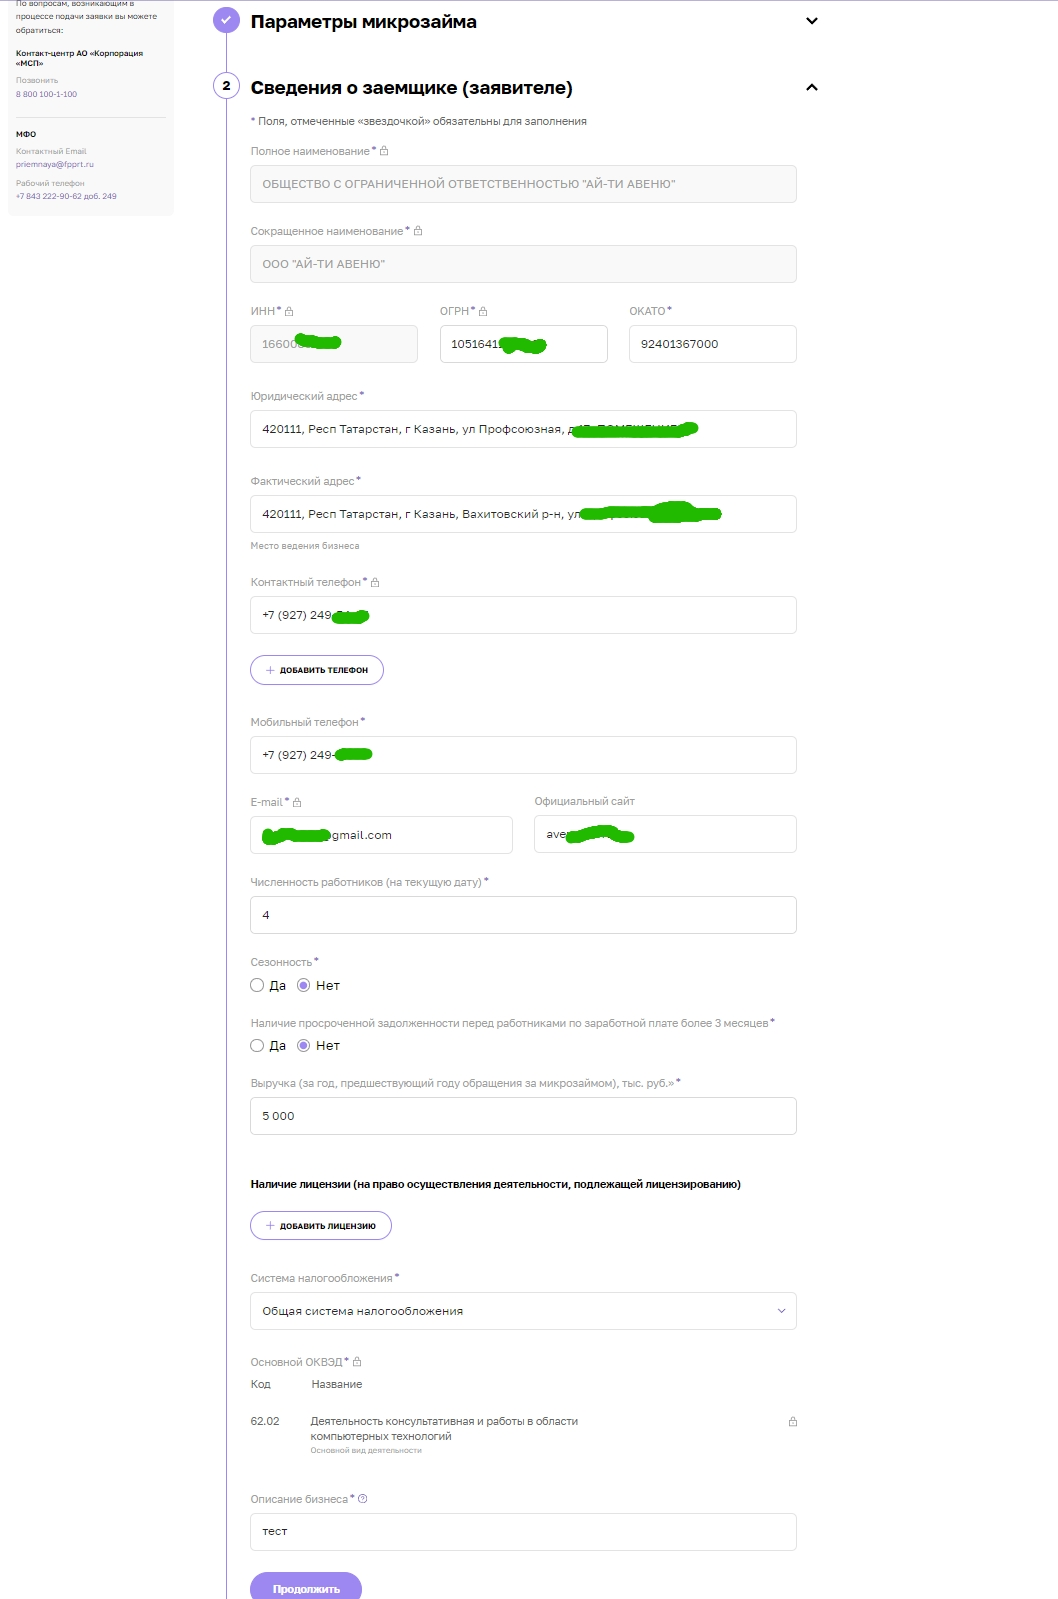 По вопросам, возникающим в
процессе подачи заявки вы можете
обратиться:
Контакт-центр АО «Корпорация
«МСП»
Позвонить
8 800 100-1-100
МФО
Контактный Email
priemnaya@fpprt.ru
Рабочий телефон
+7 843 222-90-62 доб. 249
Параметры микрозайма
2 Сведения о заемщике (заявителе)
* Поля, отмеченные «звездочкой» обязательны для заполнения
Полное наименование *
ОБЩЕСТВО С ОГРАНИЧЕННОЙ ОТВЕТСТВЕННОСТЬЮ "АЙ-ТИ АВЕНЮ"
Сокращенное наименование *
ООО "АЙ-ТИ АВЕНЮ"
ИНН * ОГРН * ОКАТО *
16600 1051641 92401367000
Юридический адрес *
420111, Респ Татарстан, г Казань, ул Профсоюзная,
Фактический адрес *
420111, Респ Татарстан, г Казань, Вахитовский р-н, ул
Место ведения бизнеса
Контактный телефон *
+7 (927) 249-
+ ДОБАВИТЬ ТЕЛЕФОН
Мобильный телефон *
+7 (927) 249-
E-mail * Официальный сайт
gmail.com ave
Численность работников (на текущую дату) *
4
Сезонность *
Да Нет
Наличие просроченной задолженности перед работниками по заработной плате более 3 месяцев *
Да Нет
Выручка (за год, предшествующий году обращения за микрозаймом), тыс. руб.» *
5 000
Наличие лицензии (на право осуществления деятельности, подлежащей лицензированию)
+ ДОБАВИТЬ ЛИЦЕНЗИЮ
Система налогообложения *
Общая система налогообложения
Основной ОКВЭД *
Код Название
62.02 Деятельность консультативная и работы в области
компьютерных технологий
Основной вид деятельности
Описание бизнеса *
тест
Продолжить